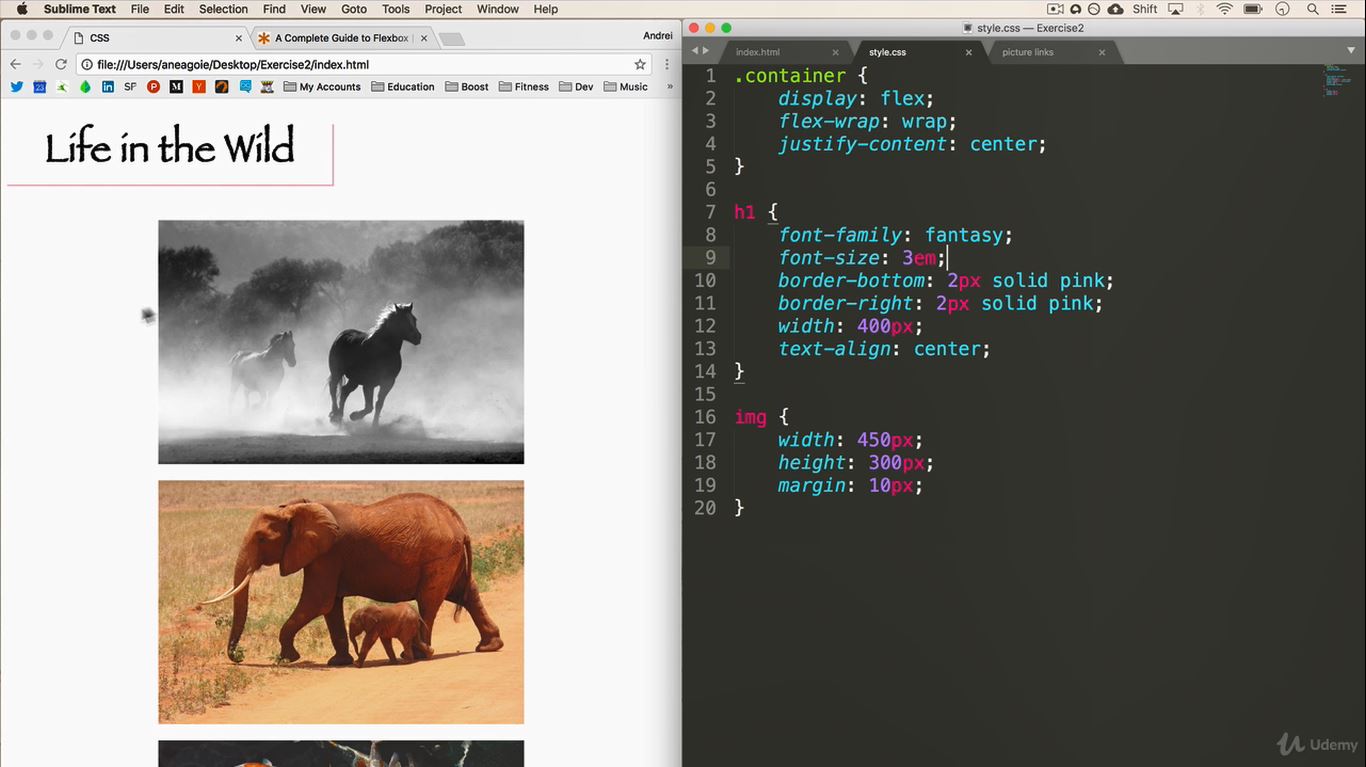 Sublime Text File Edit Selection Find View Goto Tools Project Window Help Shift
CSS A Complete Guide to Flexbox Andrei
file:///Users/aneagoie/Desktop/Exercise2/index.html
23 SF My Accounts Education Boost Fitness Dev Music »
Life in the Wild
style.css — Exercise2
index.html style.css picture links
1 .container {
2 display: flex;
3 flex-wrap: wrap;
4 justify-content: center;
5 }
6
7 h1 {
8 font-family: fantasy;
9 font-size: 3em;
10 border-bottom: 2px solid pink;
11 border-right: 2px solid pink;
12 width: 400px;
13 text-align: center;
14 }
15
16 img {
17 width: 450px;
18 height: 300px;
19 margin: 10px;
20 }
Udemy